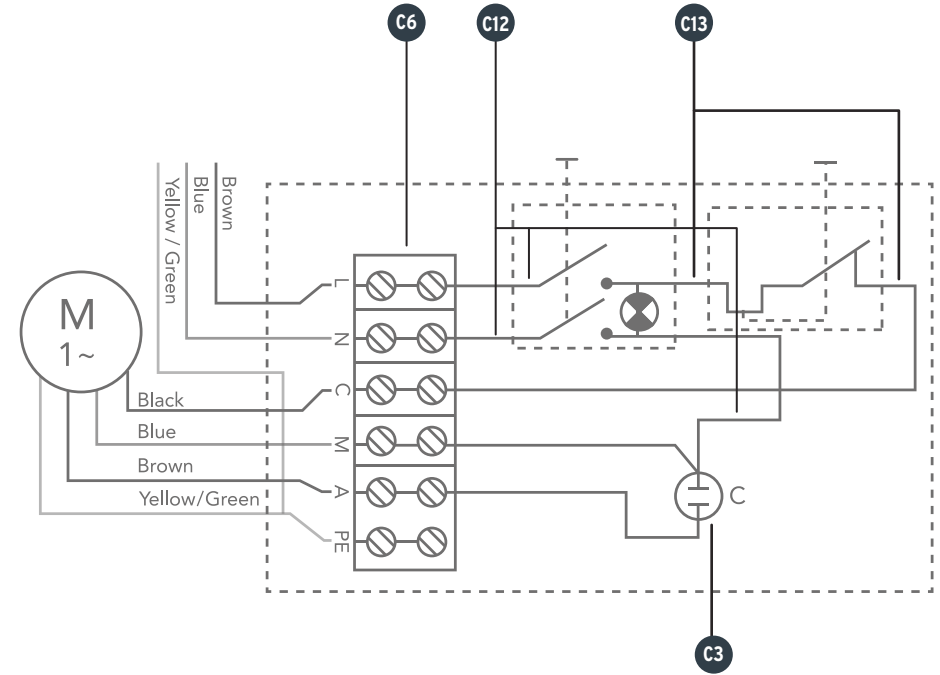 C6
C12
C13
Yellow / Green
Blue
Brown
M
1~
L
N
C
M
A
PE
Black
Blue
Brown
Yellow/Green
C
C3